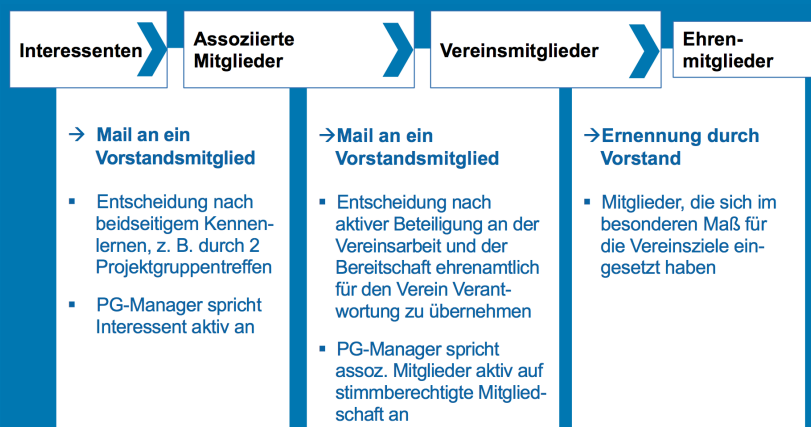 Interessenten
Assoziierte
Mitglieder
Vereinsmitglieder
Ehren-
mitglieder
→ Mail an ein
Vorstandsmitglied
▪ Entscheidung nach
beidseitigem Kennen-
lernen, z. B. durch 2
Projektgruppentreffen
▪ PG-Manager spricht
Interessent aktiv an
→Mail an ein
Vorstandsmitglied
▪ Entscheidung nach
aktiver Beteiligung an der
Vereinsarbeit und der
Bereitschaft ehrenamtlich
für den Verein Verant-
wortung zu übernehmen
▪ PG-Manager spricht
assoz. Mitglieder aktiv auf
stimmberechtigte Mitglied-
schaft an
→Ernennung durch
Vorstand
▪ Mitglieder, die sich im
besonderen Maß für
die Vereinsziele ein-
gesetzt haben